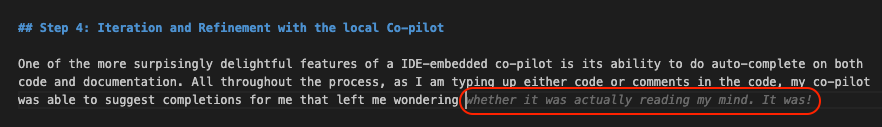 ## Step 4: Iteration and Refinement with the local Co-pilot
One of the more surpisingly delightful features of a IDE-embedded co-pilot is its ability to do auto-complete on both
code and documentation. All throughout the process, as I am typing up either code or comments in the code, my co-pilot
was able to suggest completions for me that left me wondering whether it was actually reading my mind. It was!